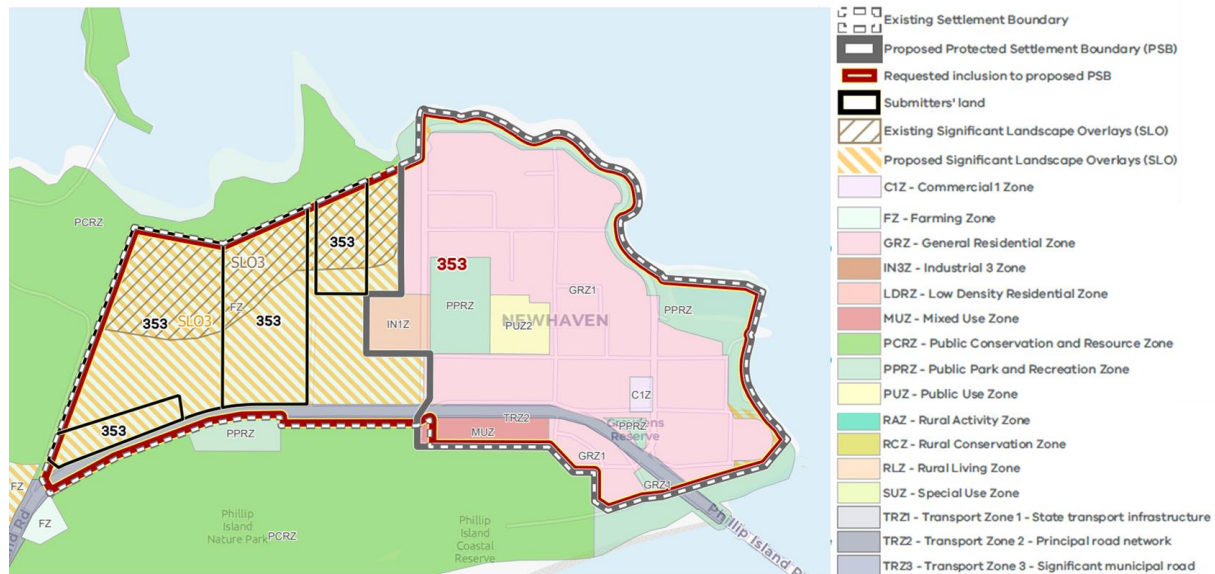 PCRZ
353
SLO3
FZ
353
353
SLO3
353
353
PPRZ
353
IN1Z
PPRZ
PUZ2
NEWHAVEN
GRZ1
PPRZ
C1Z
TRZ2
MUZ
PPRZ
Reserve
GRZ1
GRZ1
FZ
FZ
nd Rd
Phillip
Island
Nature Park
PCRZ
Phillip
Island
Coastal
Reserve
Phillip Island R
Existing Settlement Boundary
Proposed Protected Settlement Boundary (PSB)
Requested inclusion to proposed PSB
Submitters' land
Existing Significant Landscape Overlays (SLO)
Proposed Significant Landscape Overlays (SLO)
C1Z - Commercial 1 Zone
FZ - Farming Zone
GRZ - General Residential Zone
IN3Z - Industrial 3 Zone
LDRZ - Low Density Residential Zone
MUZ - Mixed Use Zone
PCRZ - Public Conservation and Resource Zone
PPRZ - Public Park and Recreation Zone
PUZ - Public Use Zone
RAZ - Rural Activity Zone
RCZ - Rural Conservation Zone
RLZ - Rural Living Zone
SUZ - Special Use Zone
TRZ1 - Transport Zone 1 - State transport infrastructure
TRZ2 - Transport Zone 2 - Principal road network
TRZ3 - Transport Zone 3 - Significant municipal road